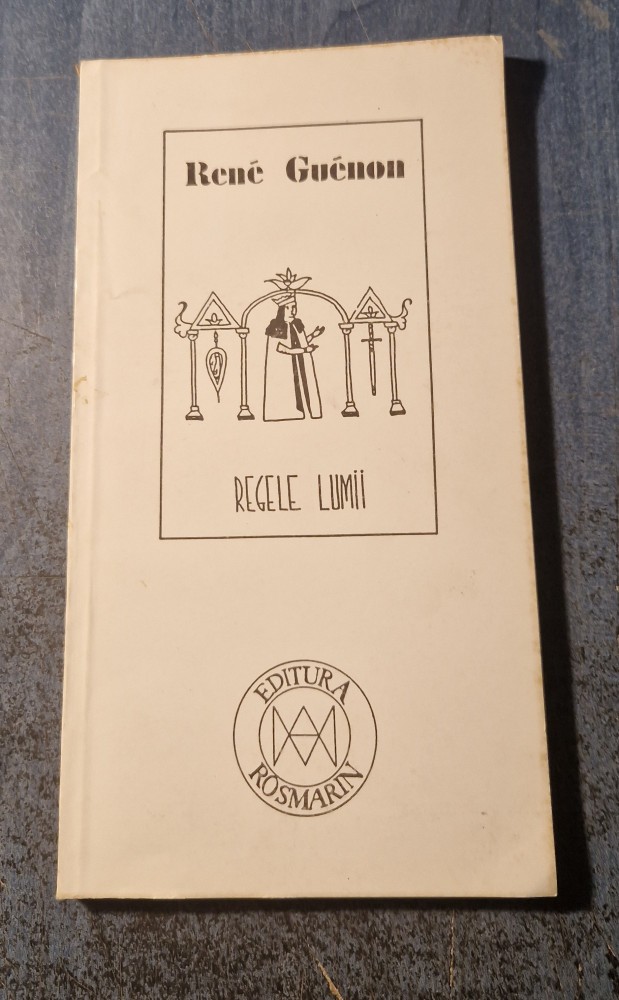 René Guénon
REGELE LUMII
EDITURA
ROSMARIN